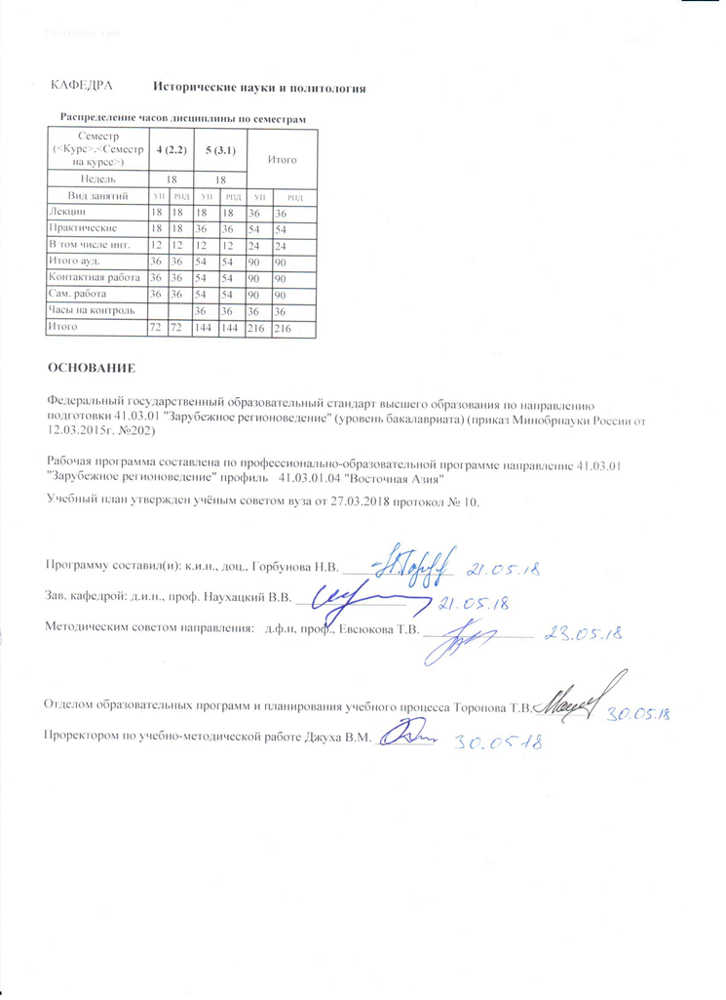 КАФЕДРА Исторические науки и политология
Распределение часов дисциплины по семестрам
Семестр (<Курс>.<Семестр на курсе>) 4 (2.2) 5 (3.1) Итого
Недель 18 18
Вид занятий УП РПД УП РПД УП РПД
Лекции 18 18 18 18 36 36
Практические 18 18 36 36 54 54
В том числе инт. 12 12 12 12 24 24
Итого ауд. 36 36 54 54 90 90
Контактная работа 36 36 54 54 90 90
Сам. работа 36 36 54 54 90 90
Часы на контроль 36 36 36 36
Итого 72 72 144 144 216 216
ОСНОВАНИЕ
Федеральный государственный образовательный стандарт высшего образования по направлению
подготовки 41.03.01 "Зарубежное регионоведение" (уровень бакалавриата) (приказ Минобрнауки России от
12.03.2015г. №202)
Рабочая программа составлена по профессионально-образовательной программе направление 41.03.01
"Зарубежное регионоведение" профиль 41.03.01.04 "Восточная Азия"
Учебный план утвержден учёным советом вуза от 27.03.2018 протокол № 10.
Программу составил(и): к.и.н., доц., Горбунова Н.В. 21.05.18
Зав. кафедрой: д.и.н., проф. Наухацкий В.В. 21.05.18
Методическим советом направления: д.ф.н, проф., Евсюкова Т.В. 23.05.18
Отделом образовательных программ и планирования учебного процесса Торопова Т.В. 30.05.18
Проректором по учебно-методической работе Джуха В.М. 30.05.18